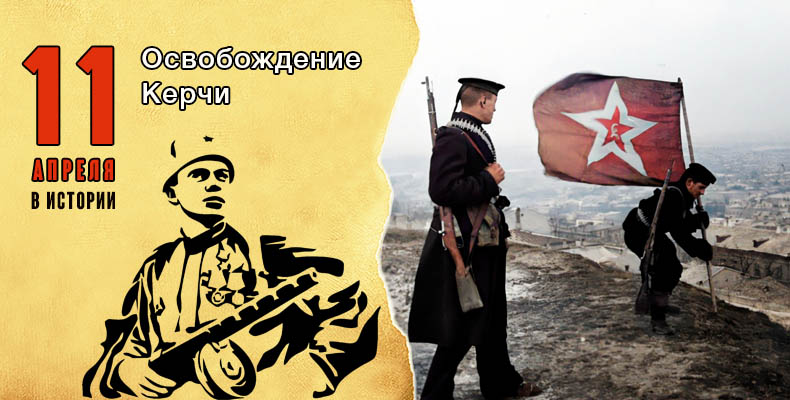 11
АПРЕЛЯ
В ИСТОРИИ
Освобождение
Керчи